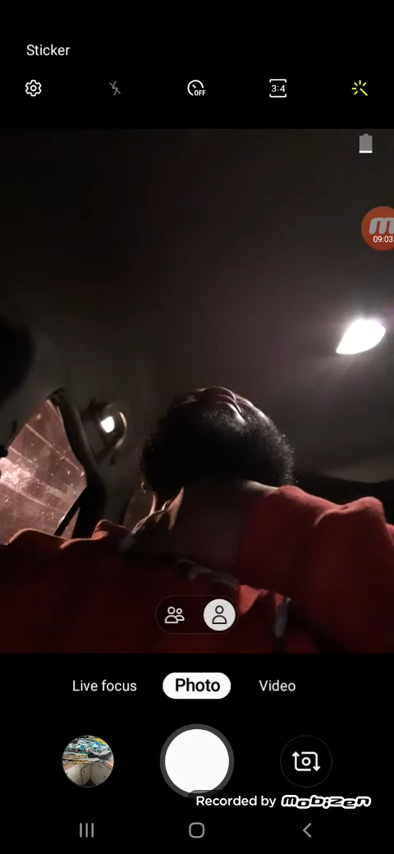 Sticker
OFF
3:4
09:03
Live focus
Photo
Video
Recorded by mobizen